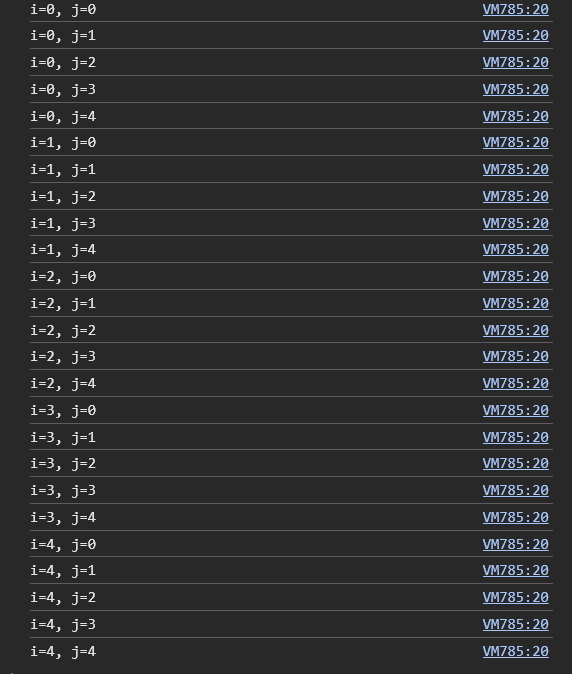 i=0, j=0 VM785:20
i=0, j=1 VM785:20
i=0, j=2 VM785:20
i=0, j=3 VM785:20
i=0, j=4 VM785:20
i=1, j=0 VM785:20
i=1, j=1 VM785:20
i=1, j=2 VM785:20
i=1, j=3 VM785:20
i=1, j=4 VM785:20
i=2, j=0 VM785:20
i=2, j=1 VM785:20
i=2, j=2 VM785:20
i=2, j=3 VM785:20
i=2, j=4 VM785:20
i=3, j=0 VM785:20
i=3, j=1 VM785:20
i=3, j=2 VM785:20
i=3, j=3 VM785:20
i=3, j=4 VM785:20
i=4, j=0 VM785:20
i=4, j=1 VM785:20
i=4, j=2 VM785:20
i=4, j=3 VM785:20
i=4, j=4 VM785:20